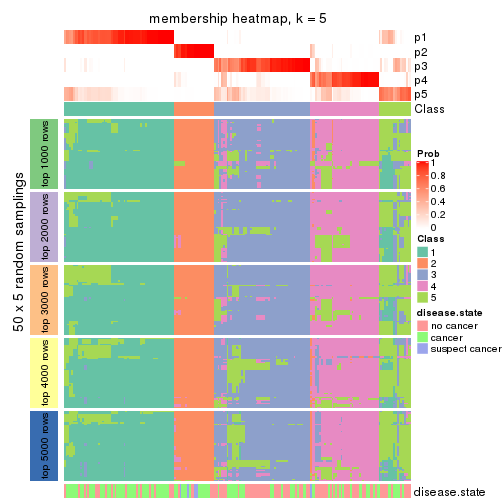 membership heatmap, k = 5
p1
p2
p3
p4
p5
Class
50 x 5 random samplings
top 1000 rows
top 2000 rows
top 3000 rows
top 4000 rows
top 5000 rows
Prob
1
0.8
0.6
0.4
0.2
0
Class
1
2
3
4
5
disease.state
no cancer
cancer
suspect cancer
disease.state